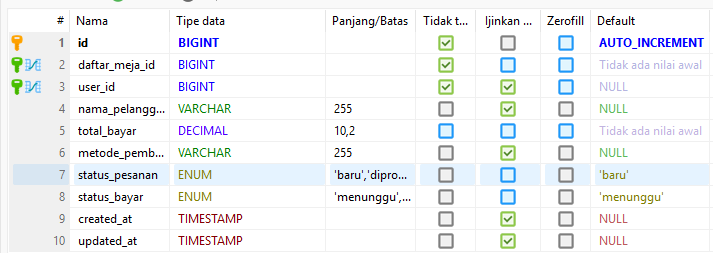 # Nama Tipe data Panjang/Batas Tidak t... Ijinkan ... Zerofill Default
1 id BIGINT AUTO_INCREMENT
2 daftar_meja_id BIGINT Tidak ada nilai awal
3 user_id BIGINT NULL
4 nama_pelangg... VARCHAR 255 NULL
5 total_bayar DECIMAL 10,2 Tidak ada nilai awal
6 metode_pemb... VARCHAR 255 NULL
7 status_pesanan ENUM 'baru','dipro... 'baru'
8 status_bayar ENUM 'menunggu',... 'menunggu'
9 created_at TIMESTAMP NULL
10 updated_at TIMESTAMP NULL